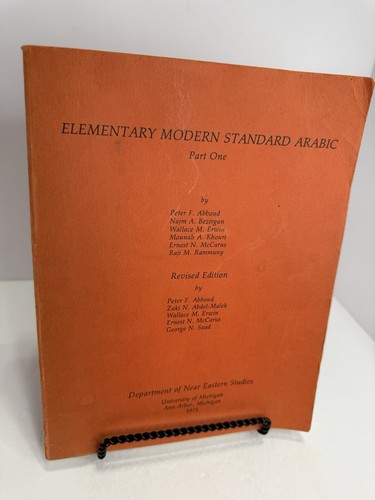 ELEMENTARY MODERN STANDARD ARABIC
Part One
by
Peter F. Abboud
Najm A. Bezirgan
Wallace M. Erwin
Mounah A. Khouri
Ernest N. McCarus
Raji M. Rammuny
Revised Edition
by
Peter F. Abboud
Zaki N. Abdel-Malek
Wallace M. Erwin
Ernest N. McCarus
George N. Saad
Department of Near Eastern Studies
University of Michigan
Ann Arbor, Michigan
1975